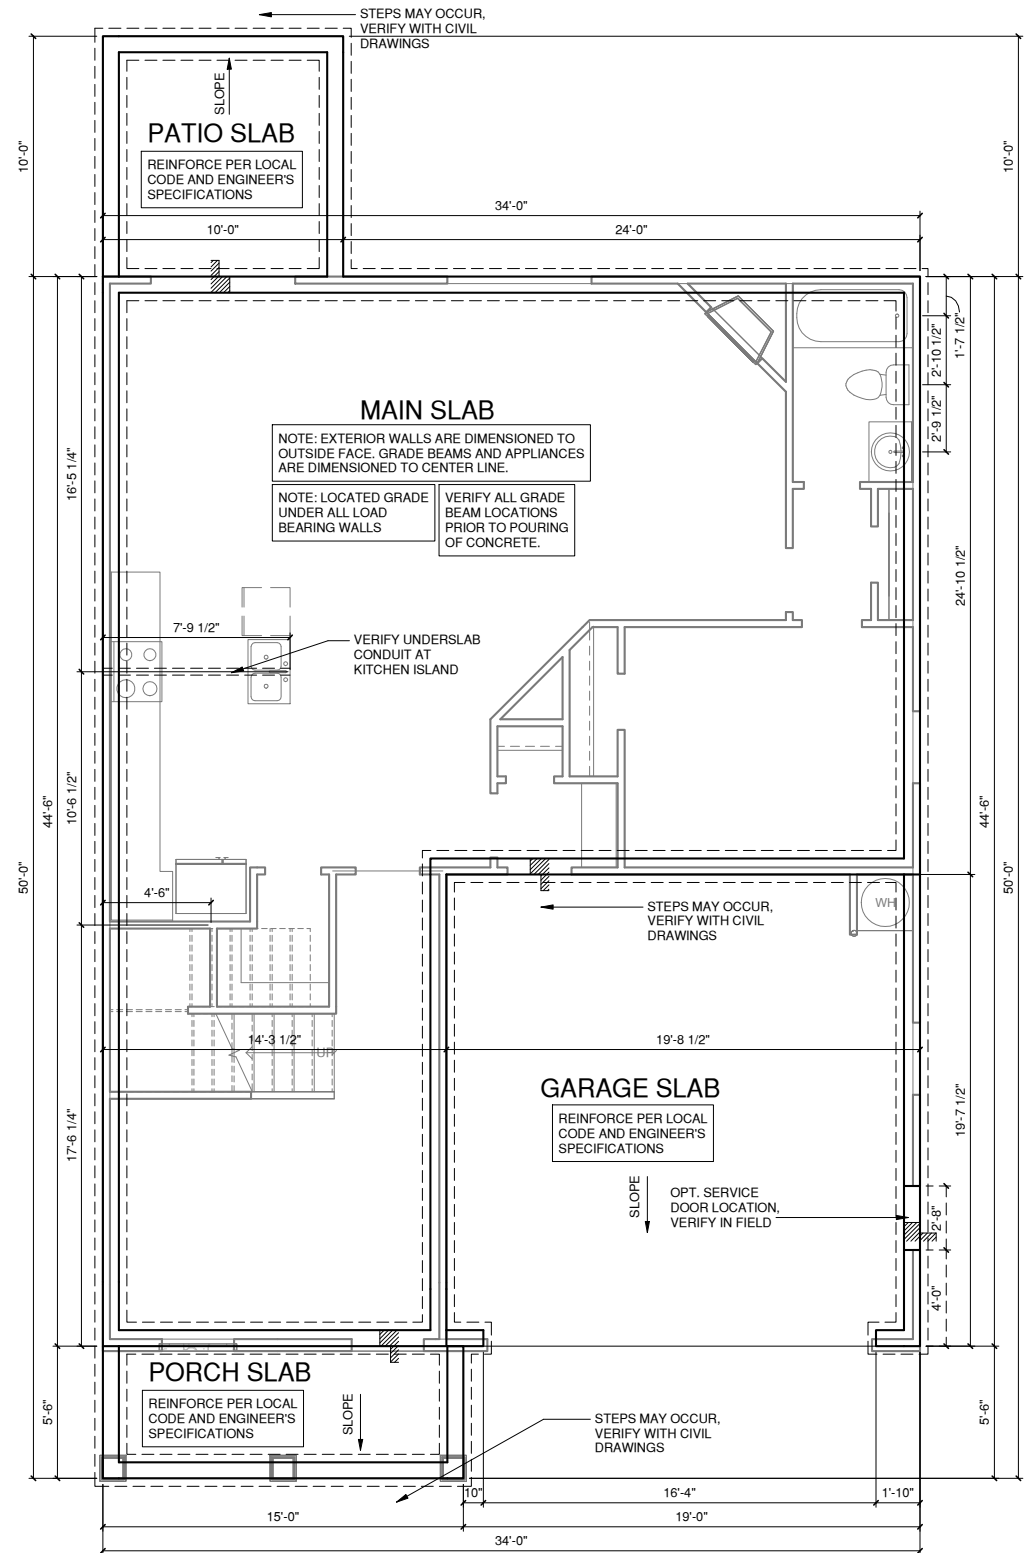 STEPS MAY OCCUR,
VERIFY WITH CIVIL
DRAWINGS
SLOPE
PATIO SLAB
REINFORCE PER LOCAL
CODE AND ENGINEER'S
SPECIFICATIONS
10'-0"
10'-0"
34'-0"
10'-0"
24'-0"
1'-7 1/2"
2'-10 1/2"
2'-9 1/2"
MAIN SLAB
NOTE: EXTERIOR WALLS ARE DIMENSIONED TO
OUTSIDE FACE. GRADE BEAMS AND APPLIANCES
ARE DIMENSIONED TO CENTER LINE.
NOTE: LOCATED GRADE
UNDER ALL LOAD
BEARING WALLS
VERIFY ALL GRADE
BEAM LOCATIONS
PRIOR TO POURING
OF CONCRETE.
16'-5 1/4"
24'-10 1/2"
7'-9 1/2"
VERIFY UNDERSLAB
CONDUIT AT
KITCHEN ISLAND
10'-6 1/2"
44'-6"
50'-0"
44'-6"
50'-0"
4'-6"
STEPS MAY OCCUR,
VERIFY WITH CIVIL
DRAWINGS
WH
14'-3 1/2"
UP
19'-8 1/2"
GARAGE SLAB
REINFORCE PER LOCAL
CODE AND ENGINEER'S
SPECIFICATIONS
17'-6 1/4"
19'-7 1/2"
SLOPE
OPT. SERVICE
DOOR LOCATION,
VERIFY IN FIELD
2'-8"
4'-0"
PORCH SLAB
REINFORCE PER LOCAL
CODE AND ENGINEER'S
SPECIFICATIONS
SLOPE
5'-6"
5'-6"
STEPS MAY OCCUR,
VERIFY WITH CIVIL
DRAWINGS
10"
16'-4"
1'-10"
15'-0"
19'-0"
34'-0"